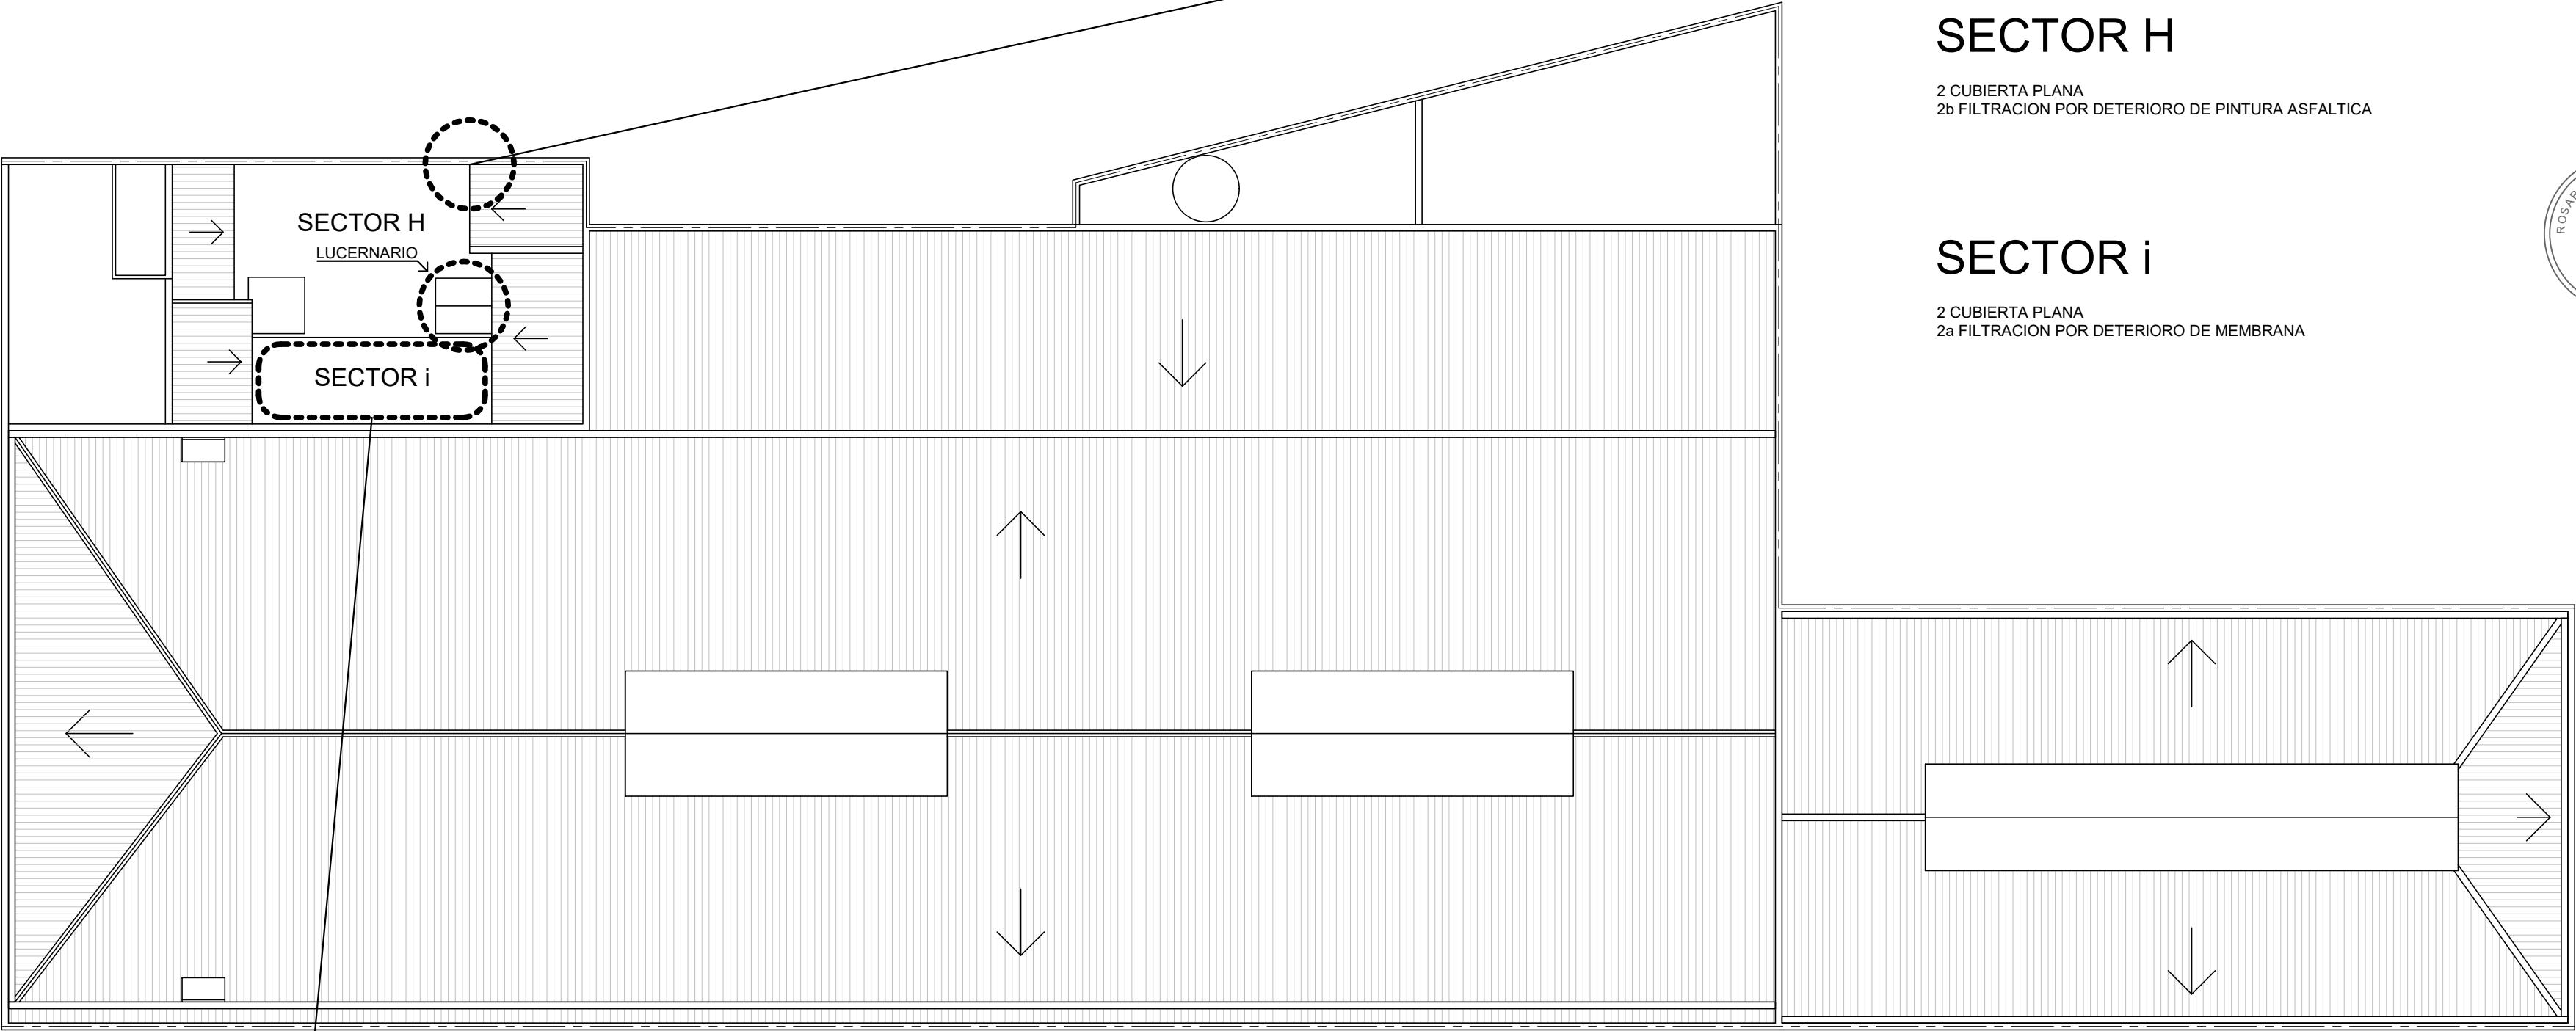 SECTOR H
2 CUBIERTA PLANA
2b FILTRACION POR DETERIORO DE PINTURA ASFALTICA
SECTOR H
LUCERNARIO
SECTOR i
2 CUBIERTA PLANA
2a FILTRACION POR DETERIORO DE MEMBRANA
SECTOR i